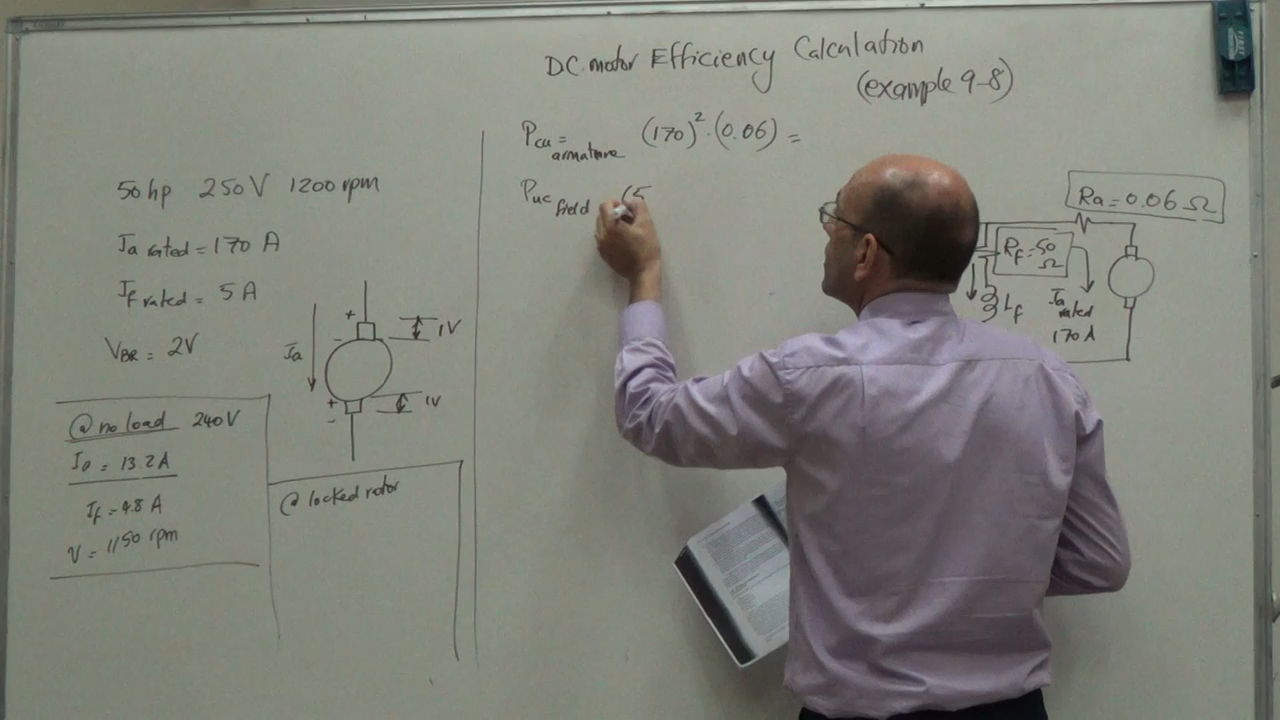 DC motor Efficiency Calculation
(example 9-8)
50 hp 250 V 1200 rpm
Ia rated = 170 A
If rated = 5 A
VBR = 2V
Ia
+
-
1V
+
-
1V
@ no load 240V
Ia = 13.2 A
If = 4.8 A
V = 1150 rpm
@ locked rotor
Pcu = armature (170)² · (0.06) =
Puc field (5
Ra = 0.06 Ω
Rf = 50 Ω
Lf
Ia rated 170 A